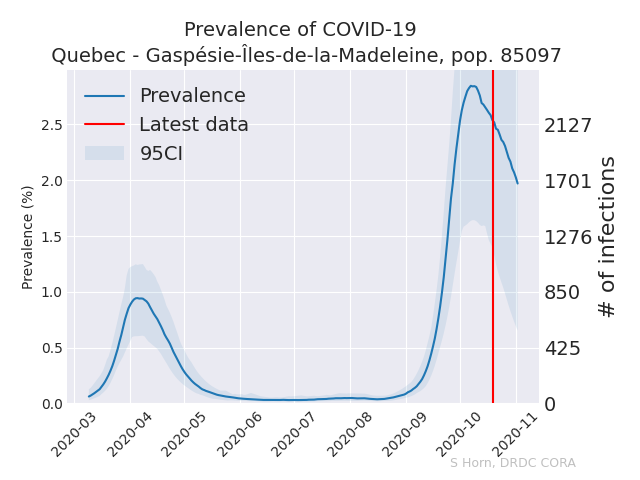 Prevalence of COVID-19
Quebec - Gaspésie-Îles-de-la-Madeleine, pop. 85097
Prevalence
Latest data
95CI
Prevalence (%)
2.5
2.0
1.5
1.0
0.5
0.0
2127
1701
1276
850
425
0
# of infections
2020-03
2020-04
2020-05
2020-06
2020-07
2020-08
2020-09
2020-10
2020-11
S Horn, DRDC CORA